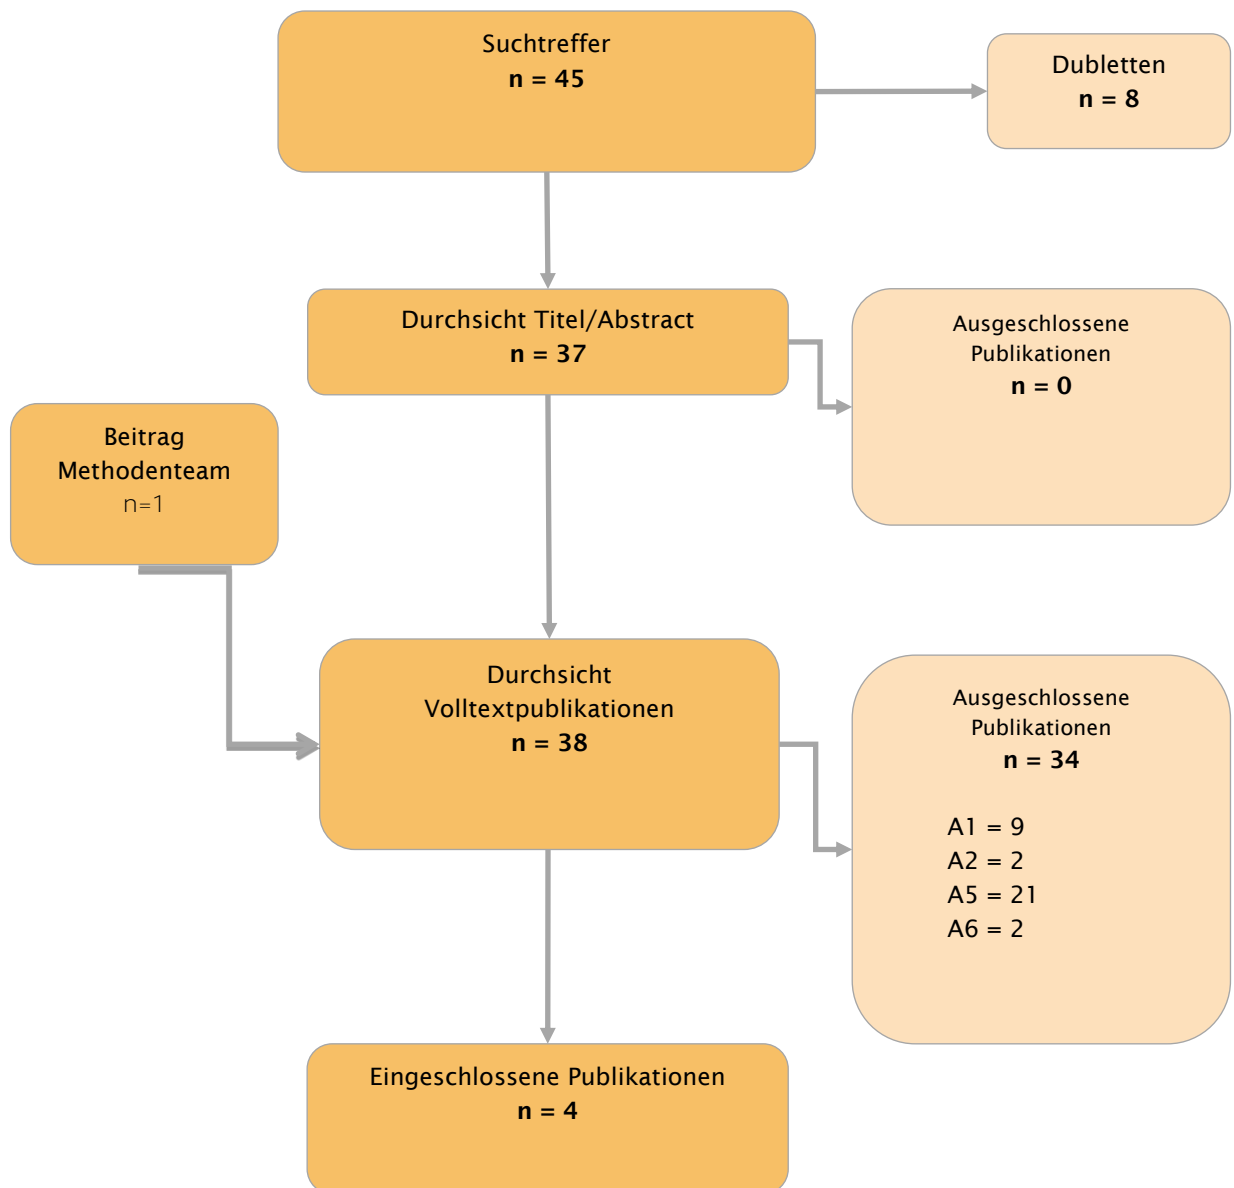 Suchtreffer
n = 45
Dubletten
n = 8
Durchsicht Titel/Abstract
n = 37
Ausgeschlossene
Publikationen
n = 0
Beitrag
Methodenteam
n=1
Durchsicht
Volltextpublikationen
n = 38
Ausgeschlossene
Publikationen
n = 34
A1 = 9
A2 = 2
A5 = 21
A6 = 2
Eingeschlossene Publikationen
n = 4